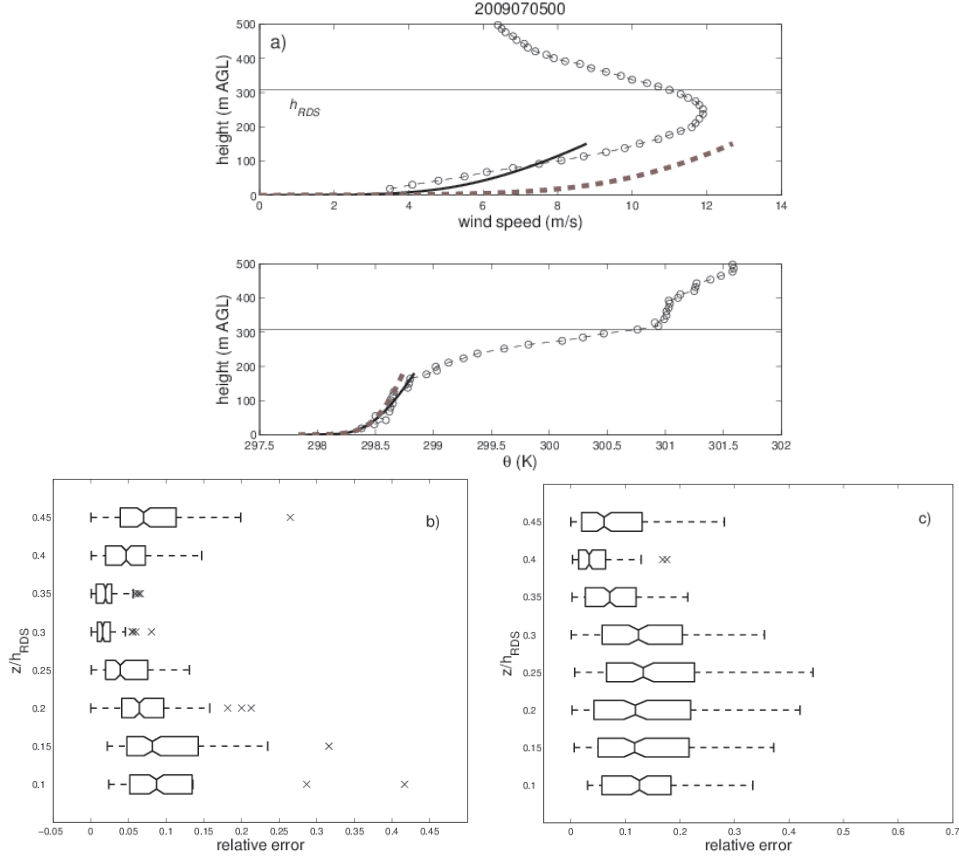 2009070500
a)
500
400
300
200
100
0
height (m AGL)
h_RDS
0 2 4 6 8 10 12 14
wind speed (m/s)
500
400
300
200
100
0
height (m AGL)
297.5 298 298.5 299 299.5 300 300.5 301 301.5 302
θ (K)
b)
0.45
0.4
0.35
0.3
0.25
0.2
0.15
0.1
z/h_RDS
−0.05 0 0.05 0.1 0.15 0.2 0.25 0.3 0.35 0.4 0.45
relative error
c)
0.45
0.4
0.35
0.3
0.25
0.2
0.15
0.1
z/h_RDS
0 0.1 0.2 0.3 0.4 0.5 0.6 0.7
relative error